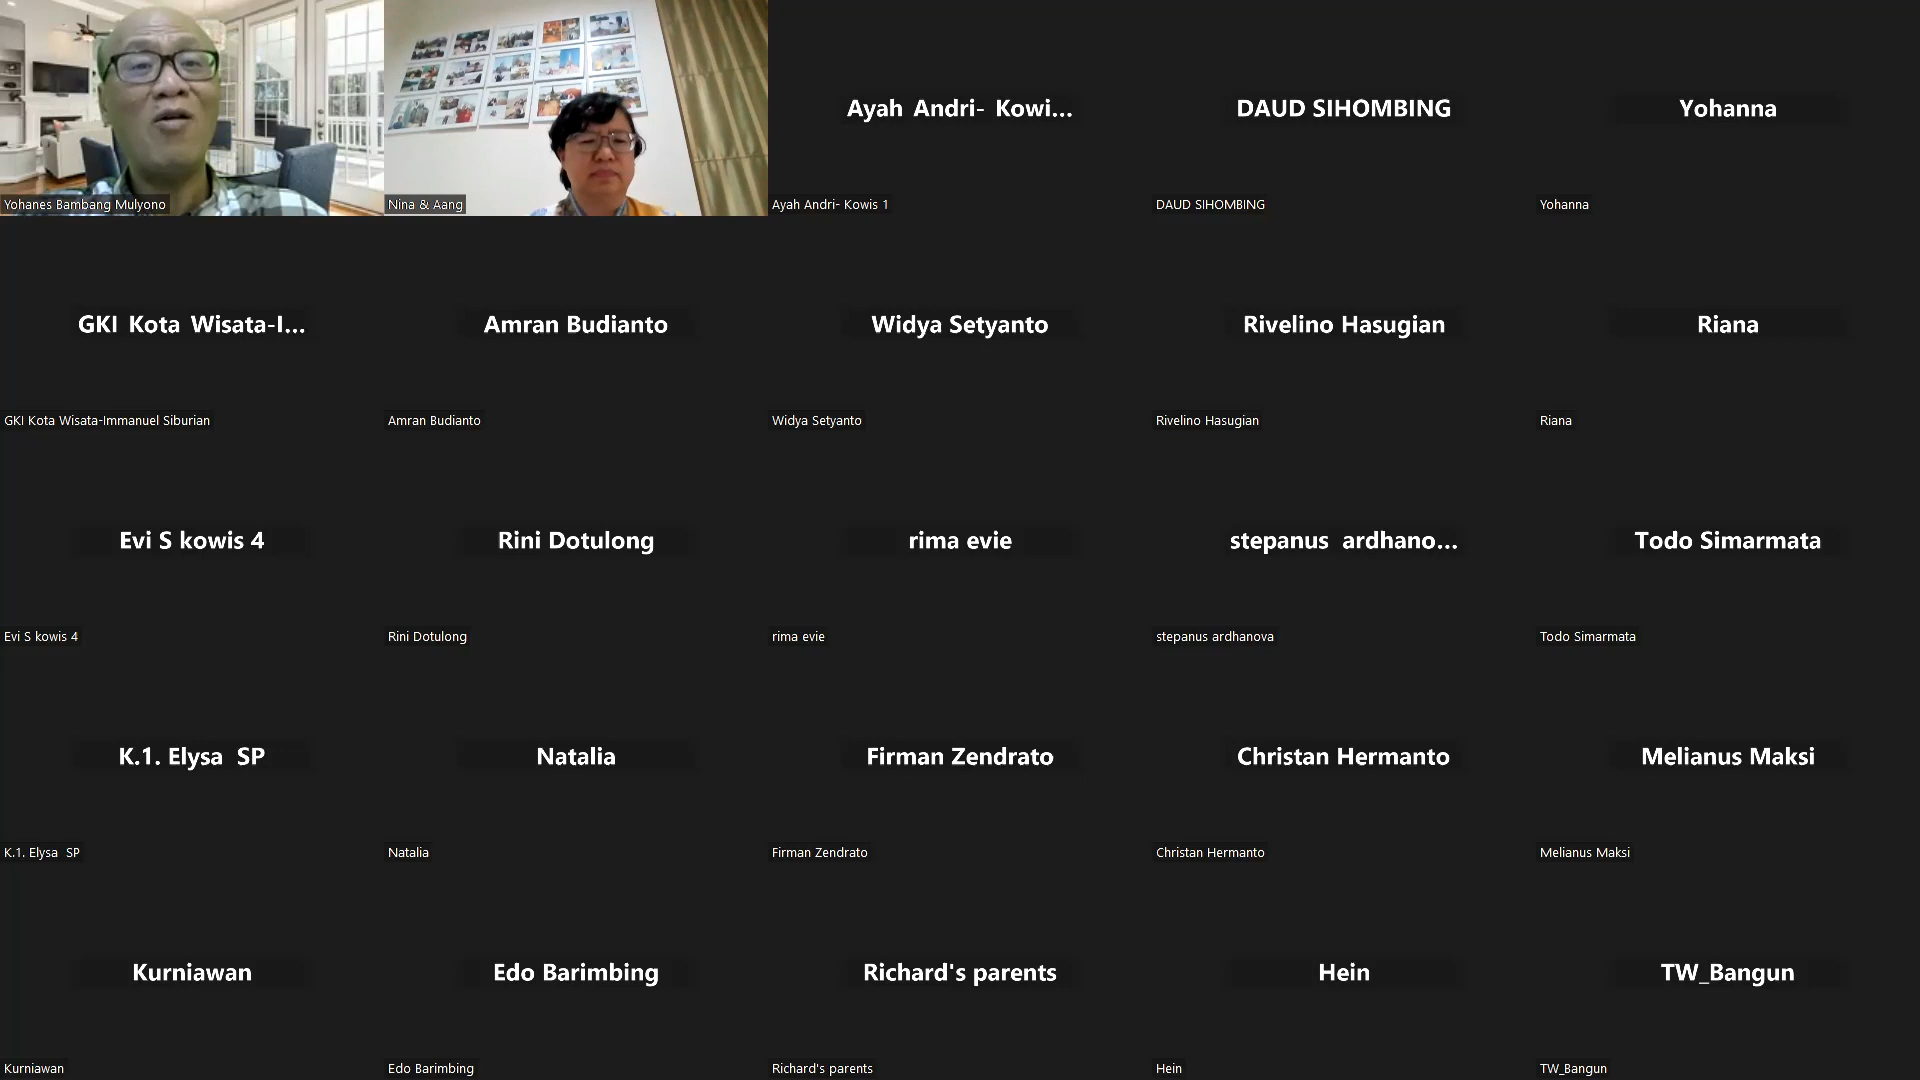 Yohanes Bambang Mulyono
Nina & Aang
Ayah Andri- Kowi...
Ayah Andri- Kowis 1
DAUD SIHOMBING
DAUD SIHOMBING
Yohanna
Yohanna
GKI Kota Wisata-I...
GKI Kota Wisata-Immanuel Siburian
Amran Budianto
Amran Budianto
Widya Setyanto
Widya Setyanto
Rivelino Hasugian
Rivelino Hasugian
Riana
Riana
Evi S kowis 4
Evi S kowis 4
Rini Dotulong
Rini Dotulong
rima evie
rima evie
stepanus ardhano...
stepanus ardhanova
Todo Simarmata
Todo Simarmata
K.1. Elysa SP
K.1. Elysa SP
Natalia
Natalia
Firman Zendrato
Firman Zendrato
Christan Hermanto
Christan Hermanto
Melianus Maksi
Melianus Maksi
Kurniawan
Kurniawan
Edo Barimbing
Edo Barimbing
Richard's parents
Richard's parents
Hein
Hein
TW_Bangun
TW_Bangun